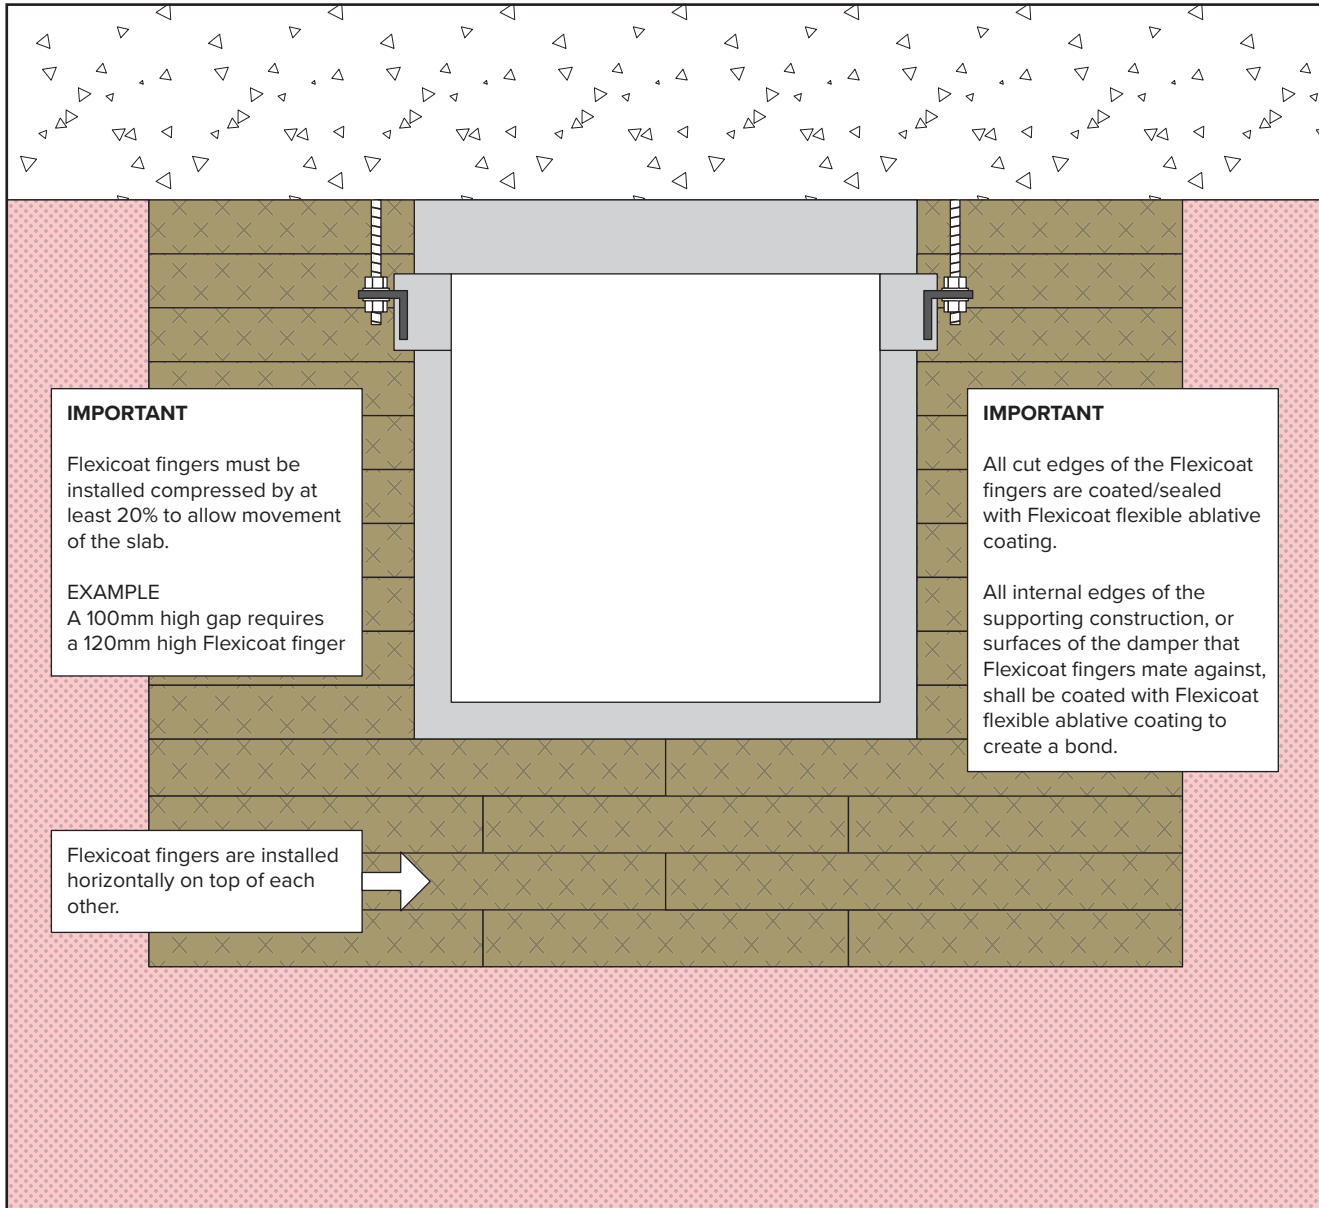 IMPORTANT
Flexicoat fingers must be
installed compressed by at
least 20% to allow movement
of the slab.
EXAMPLE
A 100mm high gap requires
a 120mm high Flexicoat finger
IMPORTANT
All cut edges of the Flexicoat
fingers are coated/sealed
with Flexicoat flexible ablative
coating.
All internal edges of the
supporting construction, or
surfaces of the damper that
Flexicoat fingers mate against,
shall be coated with Flexicoat
flexible ablative coating to
create a bond.
Flexicoat fingers are installed
horizontally on top of each
other.